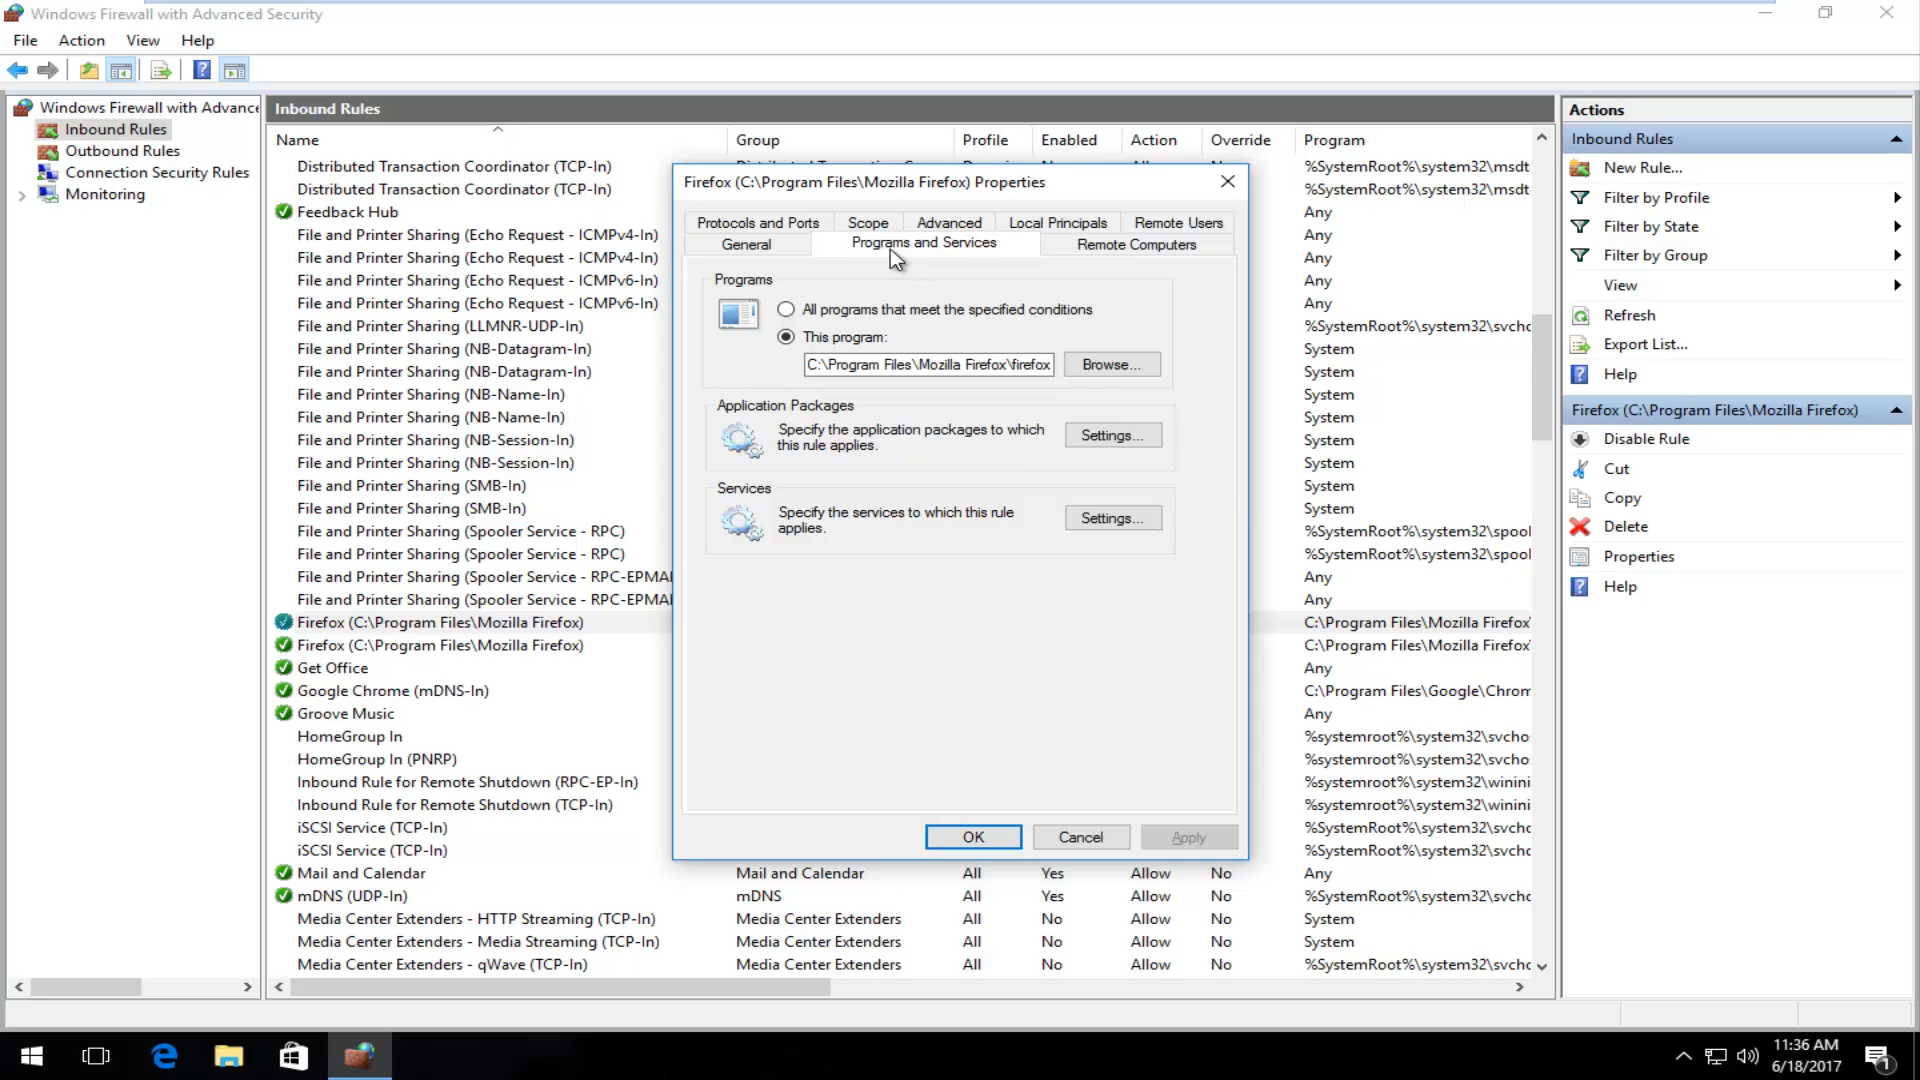 Windows Firewall with Advanced Security
File Action View Help
Windows Firewall with Advance
Inbound Rules
Outbound Rules
Connection Security Rules
Monitoring
Inbound Rules
Name Group Profile Enabled Action Override Program
Distributed Transaction Coordinator (TCP-In) %SystemRoot%\system32\msdt
Distributed Transaction Coordinator (TCP-In) %SystemRoot%\system32\msdt
Feedback Hub Any
File and Printer Sharing (Echo Request - ICMPv4-In) Any
File and Printer Sharing (Echo Request - ICMPv4-In) Any
File and Printer Sharing (Echo Request - ICMPv6-In) Any
File and Printer Sharing (Echo Request - ICMPv6-In) Any
File and Printer Sharing (LLMNR-UDP-In) %SystemRoot%\system32\svchc
File and Printer Sharing (NB-Datagram-In) System
File and Printer Sharing (NB-Datagram-In) System
File and Printer Sharing (NB-Name-In) System
File and Printer Sharing (NB-Name-In) System
File and Printer Sharing (NB-Session-In) System
File and Printer Sharing (NB-Session-In) System
File and Printer Sharing (SMB-In) System
File and Printer Sharing (SMB-In) System
File and Printer Sharing (Spooler Service - RPC) %SystemRoot%\system32\spool
File and Printer Sharing (Spooler Service - RPC) %SystemRoot%\system32\spool
File and Printer Sharing (Spooler Service - RPC-EPMA Any
File and Printer Sharing (Spooler Service - RPC-EPMA Any
Firefox (C:\Program Files\Mozilla Firefox) C:\Program Files\Mozilla Firefox\
Firefox (C:\Program Files\Mozilla Firefox) C:\Program Files\Mozilla Firefox\
Get Office Any
Google Chrome (mDNS-In) C:\Program Files\Google\Chrom
Groove Music Any
HomeGroup In %systemroot%\system32\svcho
HomeGroup In (PNRP) %systemroot%\system32\svcho
Inbound Rule for Remote Shutdown (RPC-EP-In) %systemroot%\system32\winini
Inbound Rule for Remote Shutdown (TCP-In) %systemroot%\system32\winini
iSCSI Service (TCP-In) %SystemRoot%\system32\svchc
iSCSI Service (TCP-In) %SystemRoot%\system32\svchc
Mail and Calendar Mail and Calendar All Yes Allow No Any
mDNS (UDP-In) mDNS All Yes Allow No %SystemRoot%\system32\svchc
Media Center Extenders - HTTP Streaming (TCP-In) Media Center Extenders All No Allow No System
Media Center Extenders - Media Streaming (TCP-In) Media Center Extenders All No Allow No System
Media Center Extenders - qWave (TCP-In) Media Center Extenders All No Allow No %SystemRoot%\system32\svchc
Firefox (C:\Program Files\Mozilla Firefox) Properties
Protocols and Ports Scope Advanced Local Principals Remote Users
General Programs and Services Remote Computers
Programs
All programs that meet the specified conditions
This program:
C:\Program Files\Mozilla Firefox\firefox Browse...
Application Packages
Specify the application packages to which
this rule applies.
Settings...
Services
Specify the services to which this rule
applies.
Settings...
OK Cancel Apply
Actions
Inbound Rules
New Rule...
Filter by Profile
Filter by State
Filter by Group
View
Refresh
Export List...
Help
Firefox (C:\Program Files\Mozilla Firefox)
Disable Rule
Cut
Copy
Delete
Properties
Help
11:36 AM
6/18/2017
1